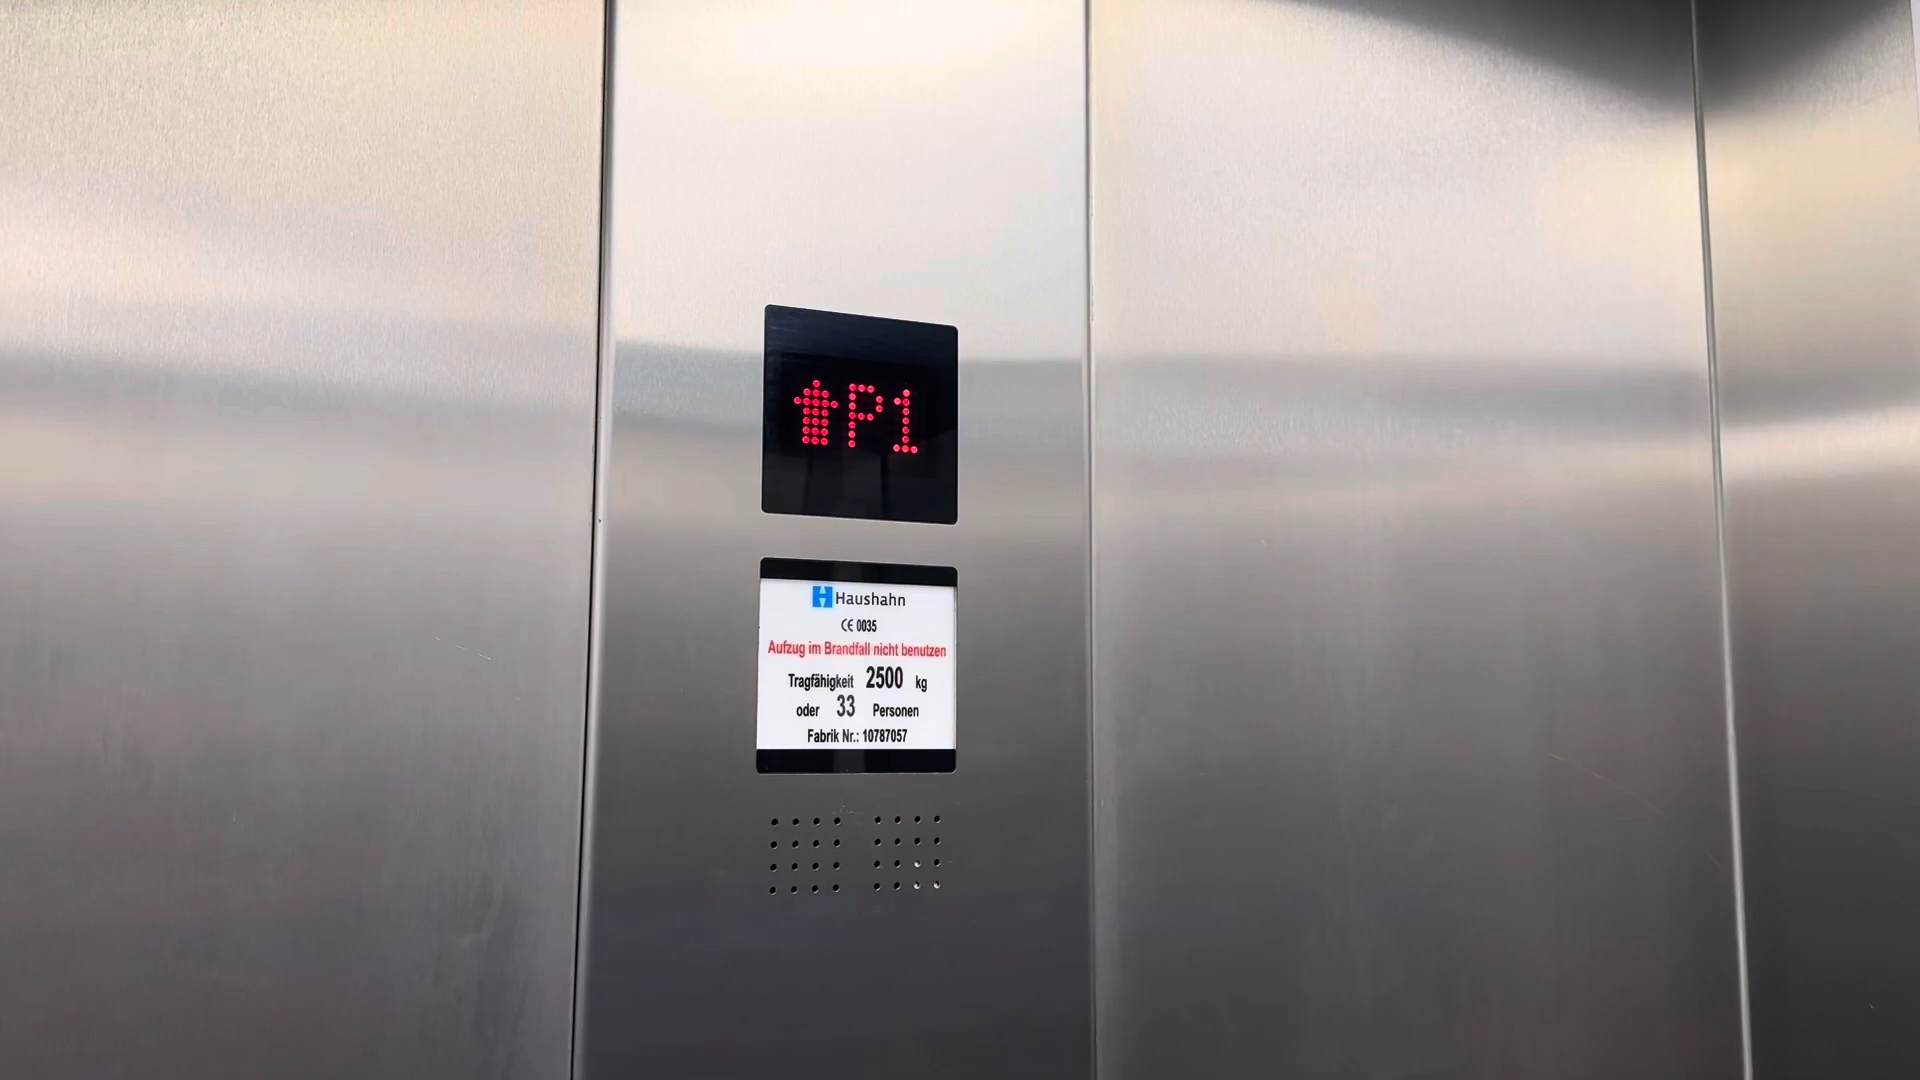 P1
Haushahn
CE 0035
Aufzug im Brandfall nicht benutzen
Tragfähigkeit 2500 kg
oder 33 Personen
Fabrik Nr.: 10787057